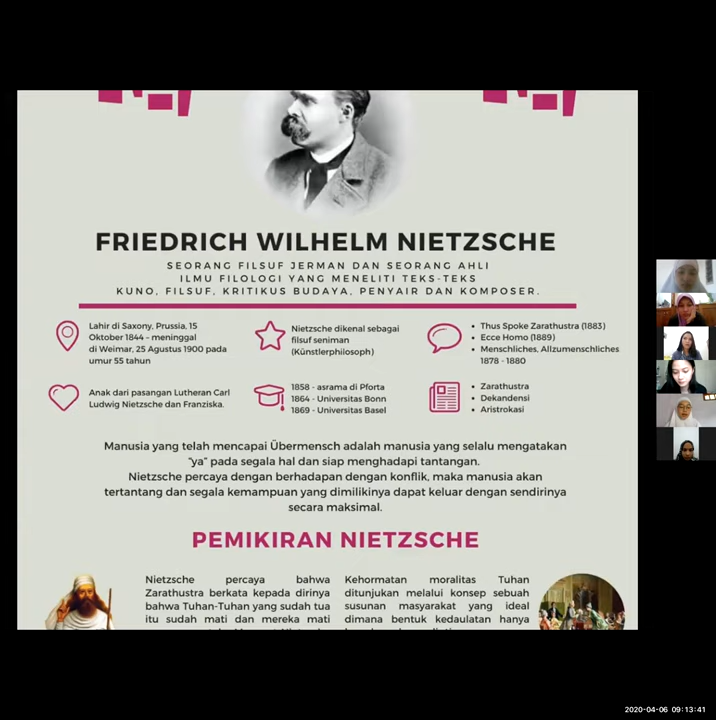 FRIEDRICH WILHELM NIETZSCHE
SEORANG FILSUF JERMAN DAN SEORANG AHLI
ILMU FILOLOGI YANG MENELITI TEKS-TEKS
KUNO, FILSUF, KRITIKUS BUDAYA, PENYAIR DAN KOMPOSER.
Lahir di Saxony, Prussia, 15
Oktober 1844 - meninggal
di Weimar, 25 Agustus 1900 pada
umur 55 tahun
Nietzsche dikenal sebagai
filsuf seniman
(Künstlerphilosoph)
• Thus Spoke Zarathustra (1883)
• Ecce Homo (1889)
• Menschliches, Allzumenschliches
1878 - 1880
Anak dari pasangan Lutheran Carl
Ludwig Nietzsche dan Franziska.
1858 - asrama di Pforta
1864 - Universitas Bonn
1869 - Universitas Basel
• Zarathustra
• Dekandensi
• Aristrokasi
Manusia yang telah mencapai Übermensch adalah manusia yang selalu mengatakan
"ya" pada segala hal dan siap menghadapi tantangan.
Nietzsche percaya dengan berhadapan dengan konflik, maka manusia akan
tertantang dan segala kemampuan yang dimilikinya dapat keluar dengan sendirinya
secara maksimal.
PEMIKIRAN NIETZSCHE
Nietzsche percaya bahwa
Zarathustra berkata kepada dirinya
bahwa Tuhan-Tuhan yang sudah tua
itu sudah mati dan mereka mati
Kehormatan moralitas Tuhan
ditunjukan melalui konsep sebuah
susunan masyarakat yang ideal
dimana bentuk kedaulatan hanya
2020-04-06 09:13:41